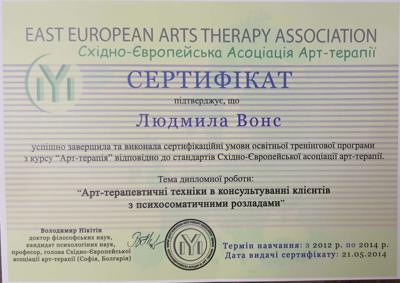 EAST EUROPEAN ARTS THERAPY ASSOCIATION
Східно-Європейська Асоціація Арт-терапії
СЕРТИФІКАТ
підтверджує, що
Людмила Вонс
успішно завершила та виконала сертифікаційні умови освітньої тренінгової програми
з курсу “Арт-терапія” відповідно до стандартів Східно-Європейської асоціації арт-терапії.
Тема дипломної роботи:
“Арт-терапевтичні техніки в консультуванні клієнтів
з психосоматичними розладами”
Володимир Нікітін
доктор філософських наук,
кандидат психологічних наук,
професор, голова Східно-Європейської
асоціації арт-терапії (Софія, Болгарія)
Термін навчання: з 2012 р. по 2014 р.
Дата видачі сертифікату: 21.05.2014